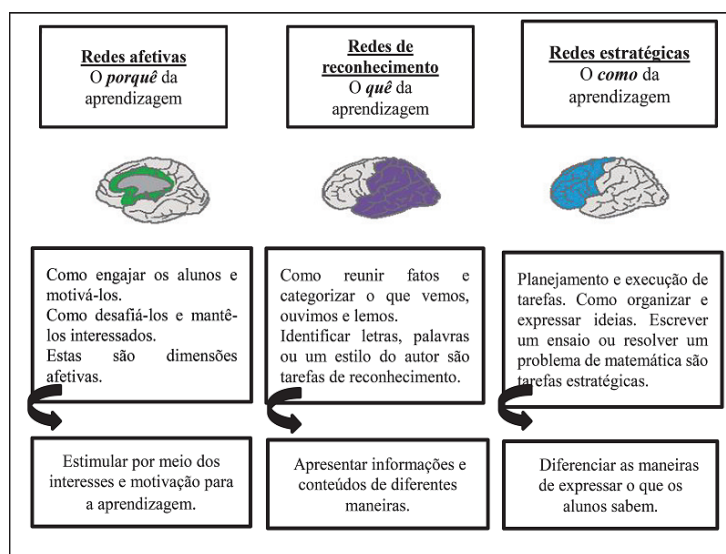 Redes afetivas
O porquê da
aprendizagem
Redes de
reconhecimento
O quê da
aprendizagem
Redes estratégicas
O como da
aprendizagem
Como engajar os alunos e
motivá-los.
Como desafiá-los e mantê-
los interessados.
Estas são dimensões
afetivas.
Como reunir fatos e
categorizar o que vemos,
ouvimos e lemos.
Identificar letras, palavras
ou um estilo do autor são
tarefas de reconhecimento.
Planejamento e execução de
tarefas. Como organizar e
expressar ideias. Escrever
um ensaio ou resolver um
problema de matemática são
tarefas estratégicas.
Estimular por meio dos
interesses e motivação para
a aprendizagem.
Apresentar informações e
conteúdos de diferentes
maneiras.
Diferenciar as maneiras
de expressar o que os
alunos sabem.